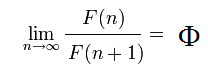 lim n→∞ F(n) / F(n+1) = Φ